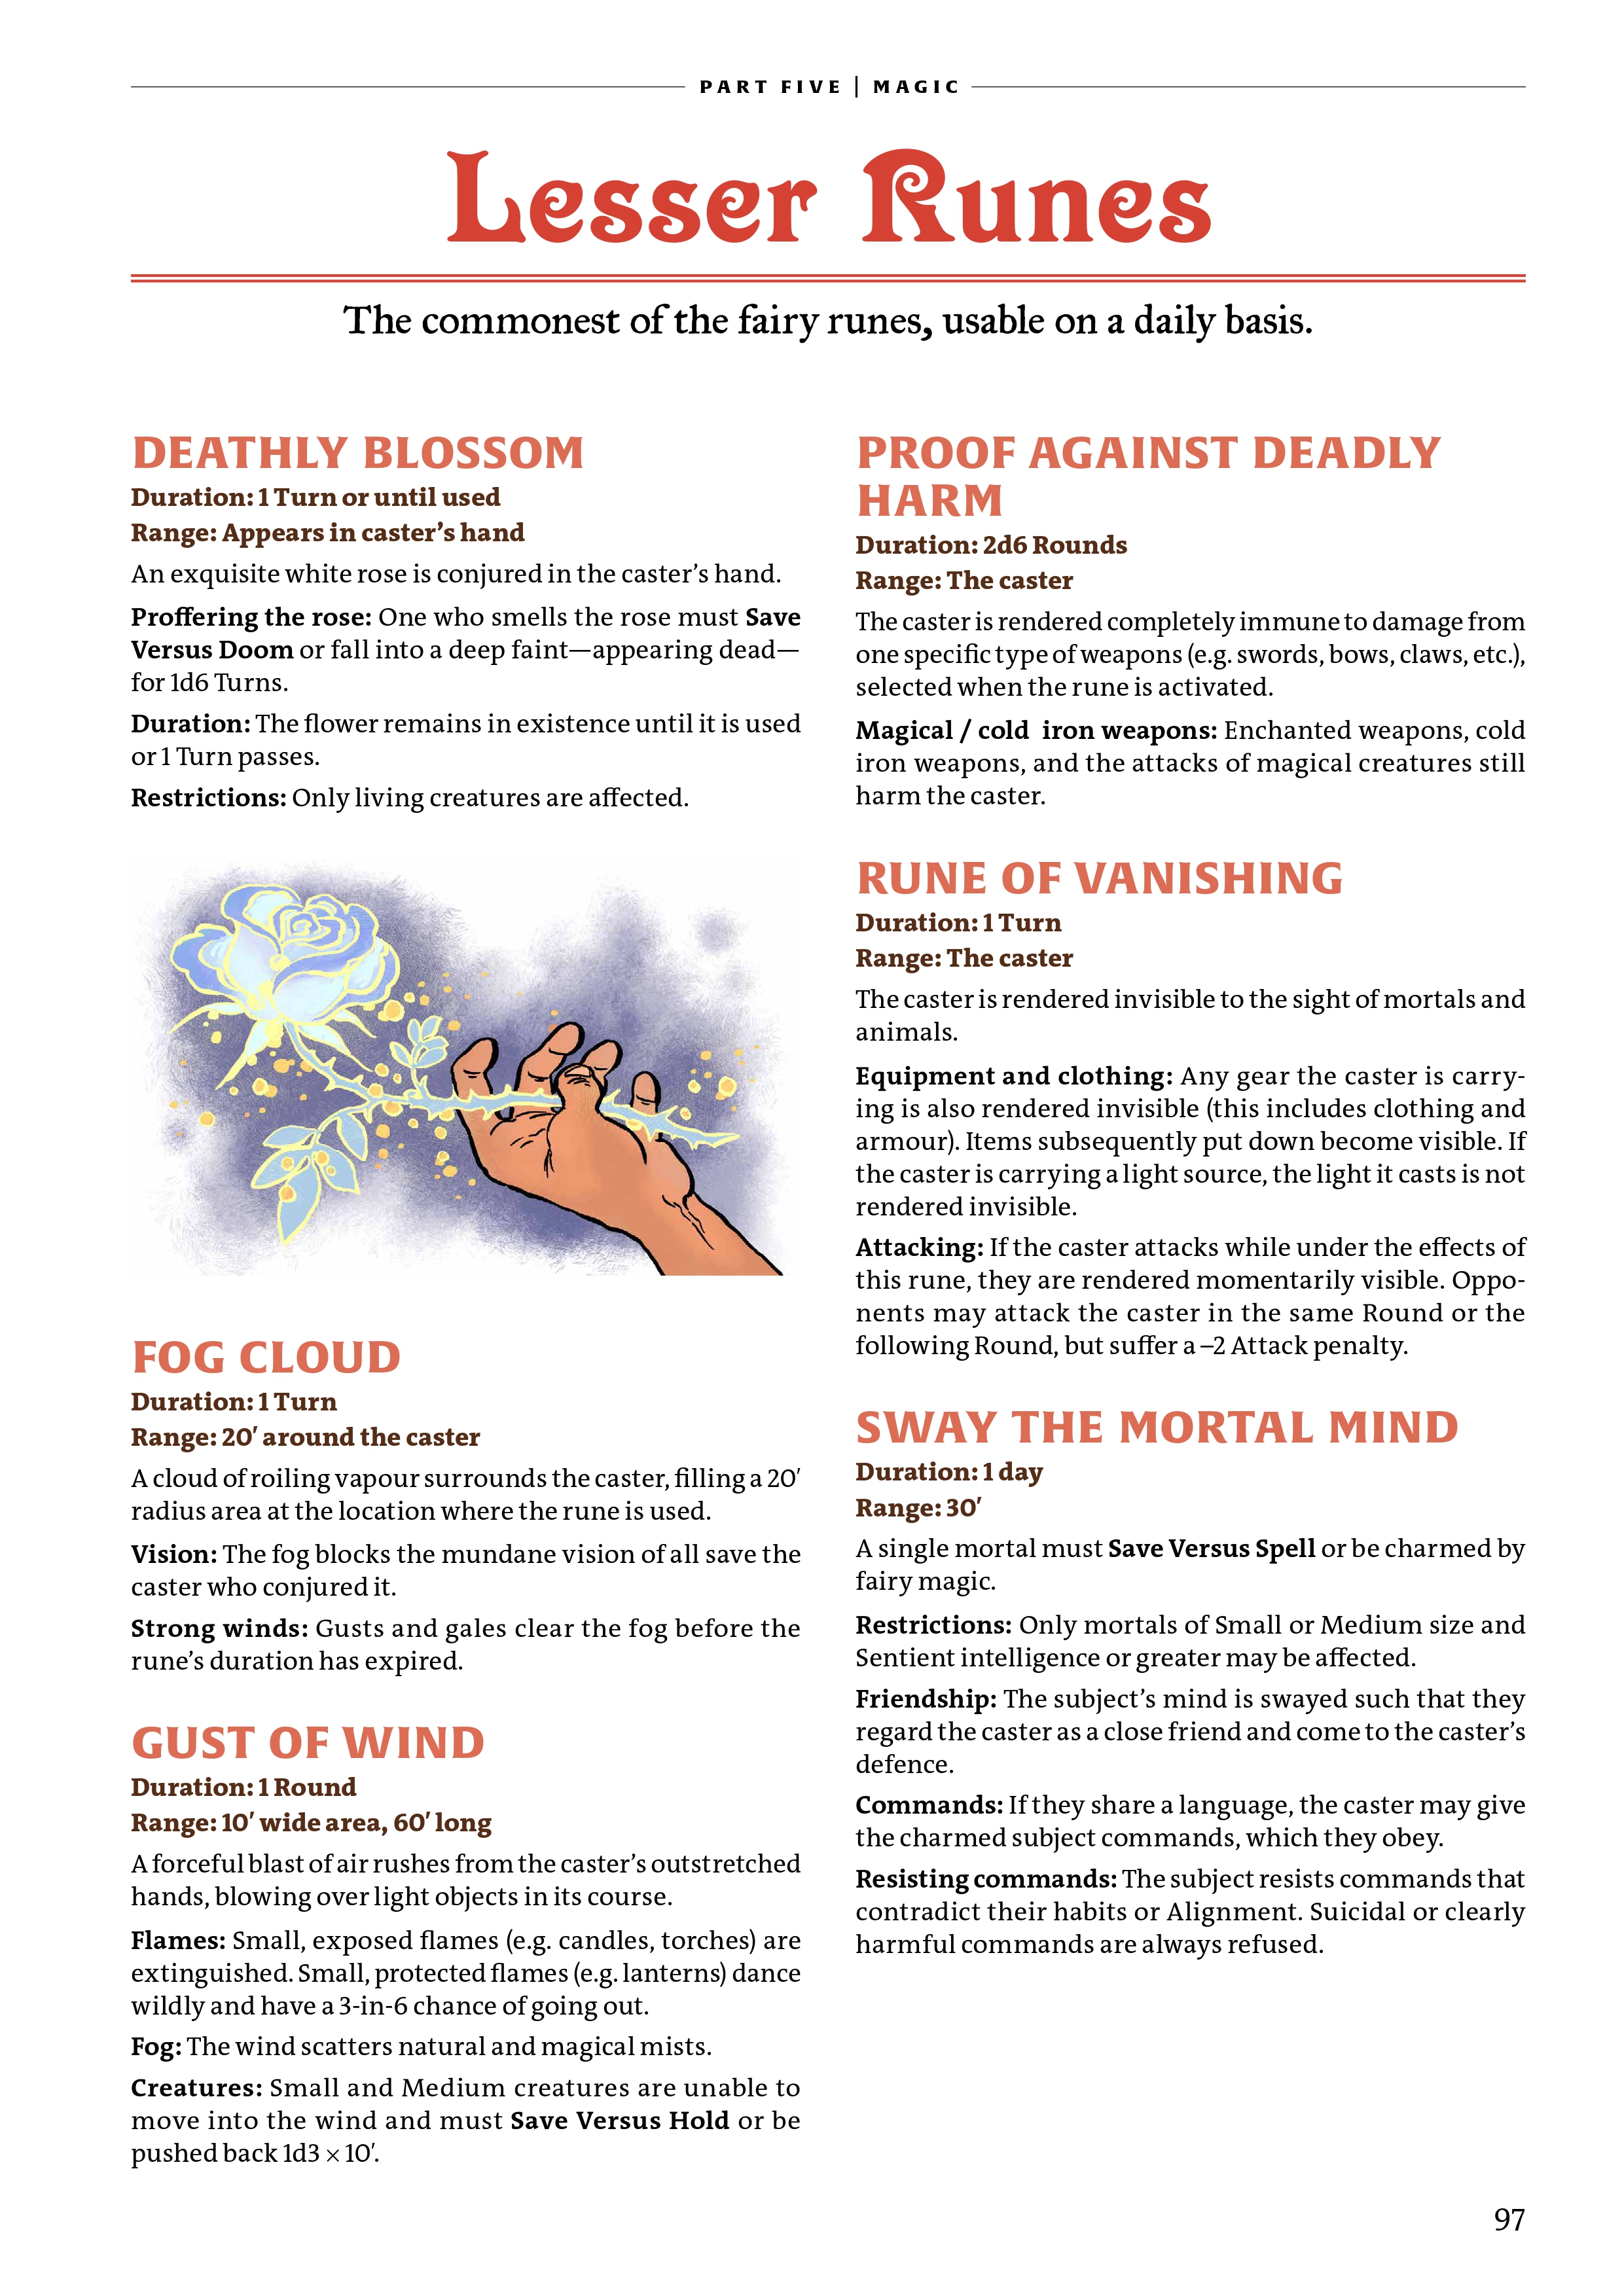 PART FIVE | MAGIC
Lesser Runes
The commonest of the fairy runes, usable on a daily basis.
DEATHLY BLOSSOM
Duration: 1 Turn or until used
Range: Appears in caster’s hand
An exquisite white rose is conjured in the caster’s hand.
Proffering the rose: One who smells the rose must Save
Versus Doom or fall into a deep faint—appearing dead—
for 1d6 Turns.
Duration: The flower remains in existence until it is used
or 1 Turn passes.
Restrictions: Only living creatures are affected.
FOG CLOUD
Duration: 1 Turn
Range: 20′ around the caster
A cloud of roiling vapour surrounds the caster, filling a 20′
radius area at the location where the rune is used.
Vision: The fog blocks the mundane vision of all save the
caster who conjured it.
Strong winds: Gusts and gales clear the fog before the
rune’s duration has expired.
GUST OF WIND
Duration: 1 Round
Range: 10′ wide area, 60′ long
A forceful blast of air rushes from the caster’s outstretched
hands, blowing over light objects in its course.
Flames: Small, exposed flames (e.g. candles, torches) are
extinguished. Small, protected flames (e.g. lanterns) dance
wildly and have a 3-in-6 chance of going out.
Fog: The wind scatters natural and magical mists.
Creatures: Small and Medium creatures are unable to
move into the wind and must Save Versus Hold or be
pushed back 1d3 × 10′.
PROOF AGAINST DEADLY
HARM
Duration: 2d6 Rounds
Range: The caster
The caster is rendered completely immune to damage from
one specific type of weapons (e.g. swords, bows, claws, etc.),
selected when the rune is activated.
Magical / cold iron weapons: Enchanted weapons, cold
iron weapons, and the attacks of magical creatures still
harm the caster.
RUNE OF VANISHING
Duration: 1 Turn
Range: The caster
The caster is rendered invisible to the sight of mortals and
animals.
Equipment and clothing: Any gear the caster is carry-
ing is also rendered invisible (this includes clothing and
armour). Items subsequently put down become visible. If
the caster is carrying a light source, the light it casts is not
rendered invisible.
Attacking: If the caster attacks while under the effects of
this rune, they are rendered momentarily visible. Oppo-
nents may attack the caster in the same Round or the
following Round, but suffer a –2 Attack penalty.
SWAY THE MORTAL MIND
Duration: 1 day
Range: 30′
A single mortal must Save Versus Spell or be charmed by
fairy magic.
Restrictions: Only mortals of Small or Medium size and
Sentient intelligence or greater may be affected.
Friendship: The subject’s mind is swayed such that they
regard the caster as a close friend and come to the caster’s
defence.
Commands: If they share a language, the caster may give
the charmed subject commands, which they obey.
Resisting commands: The subject resists commands that
contradict their habits or Alignment. Suicidal or clearly
harmful commands are always refused.
97